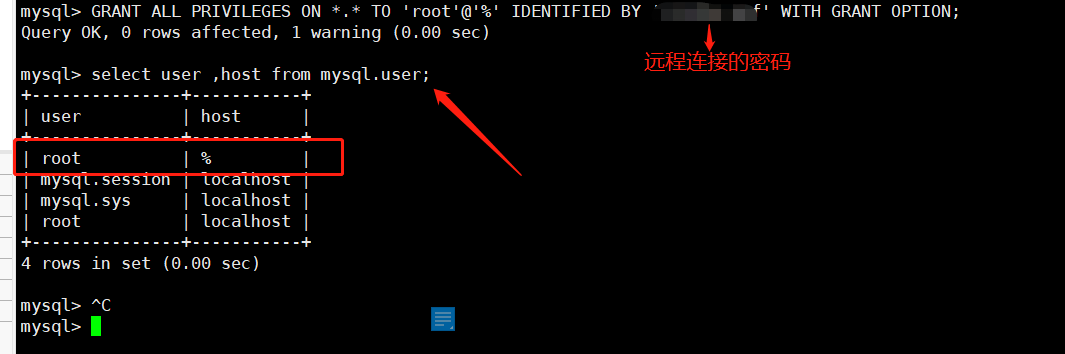 mysql> GRANT ALL PRIVILEGES ON *.* TO 'root'@'%' IDENTIFIED BY ' f' WITH GRANT OPTION;
Query OK, 0 rows affected, 1 warning (0.00 sec)
远程连接的密码
mysql> select user ,host from mysql.user;
+---------------+-----------+
| user          | host      |
+---------------+-----------+
| root          | %         |
| mysql.session | localhost |
| mysql.sys     | localhost |
| root          | localhost |
+---------------+-----------+
4 rows in set (0.00 sec)
mysql> ^C
mysql>